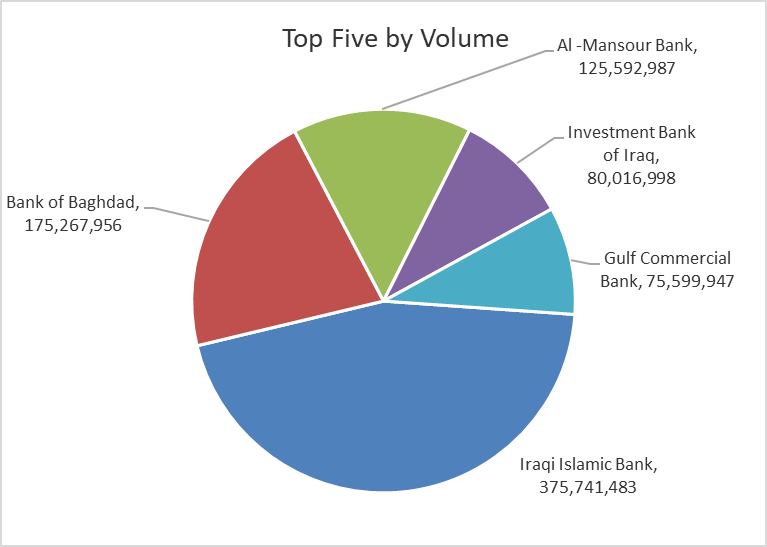 Top Five by Volume
Al -Mansour Bank,
125,592,987
Investment Bank
of Iraq,
80,016,998
Bank of Baghdad,
175,267,956
Gulf Commercial
Bank, 75,599,947
Iraqi Islamic Bank,
375,741,483